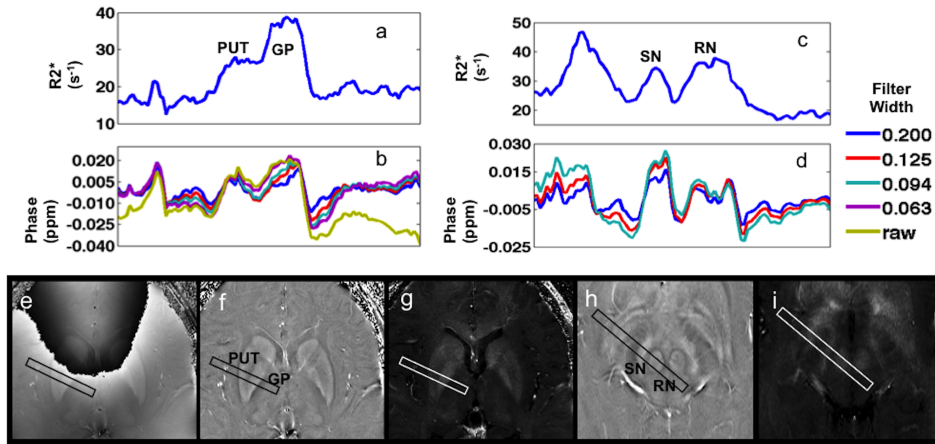 40
30
20
10
R2*
(s⁻¹)
PUT
GP
a
50
40
30
20
R2*
(s⁻¹)
SN
RN
c
0.020
0.005
-0.010
-0.025
-0.040
Phase
(ppm)
b
0.030
0.015
-0.005
-0.025
Phase
(ppm)
d
Filter
Width
0.200
0.125
0.094
0.063
raw
e
f
PUT
GP
g
h
SN
RN
i